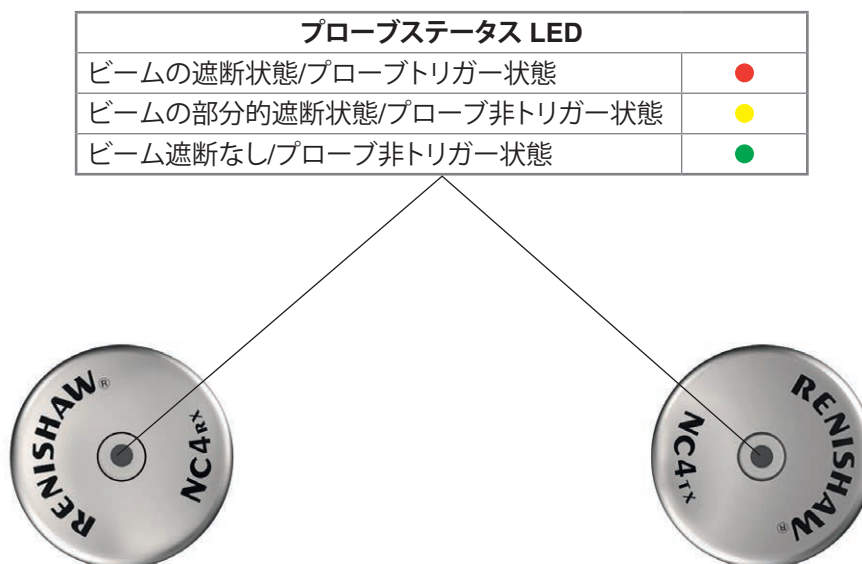 プローブステータス LED
ビームの遮断状態/プローブトリガー状態
ビームの部分的遮断状態/プローブ非トリガー状態
ビーム遮断なし/プローブ非トリガー状態
RENISHAW®
NC4RX
NC4TX
RENISHAW®